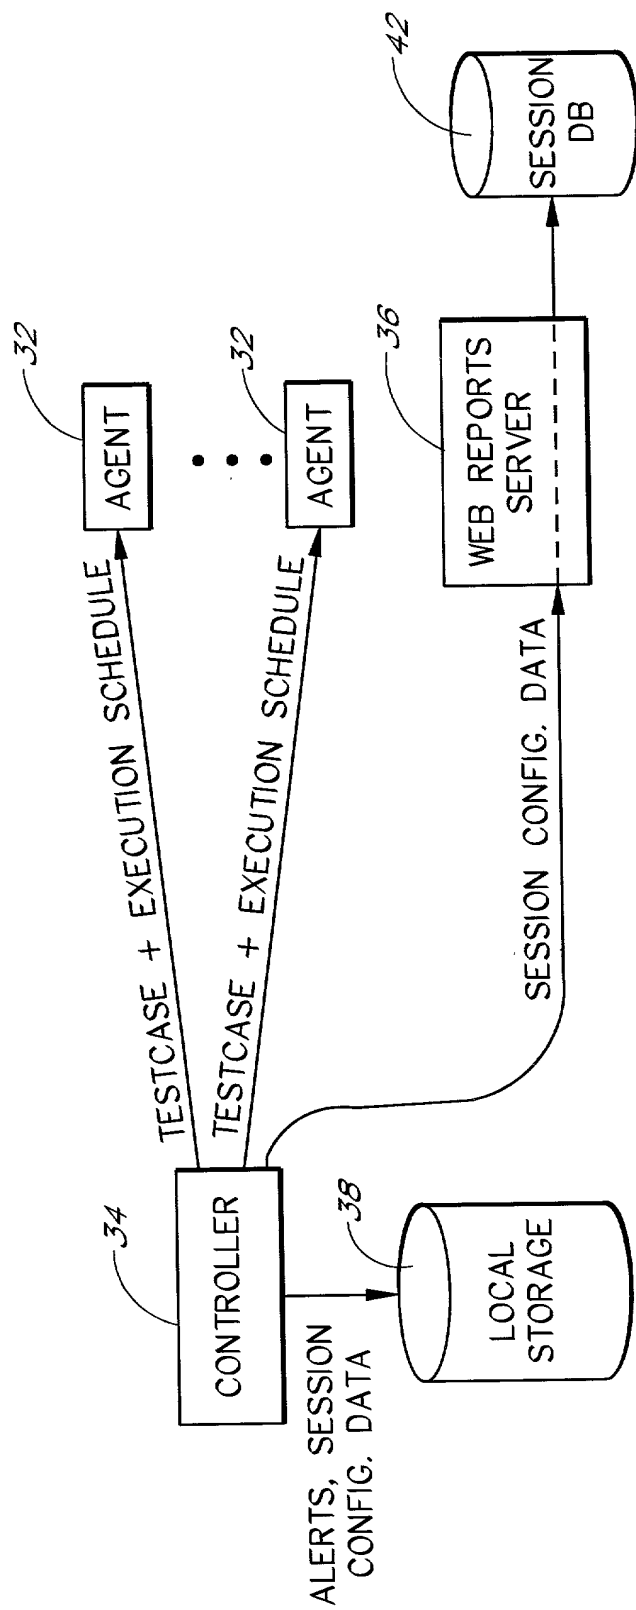 34
CONTROLLER
ALERTS, SESSION
CONFIG. DATA
38
LOCAL
STORAGE
TESTCASE + EXECUTION SCHEDULE
TESTCASE + EXECUTION SCHEDULE
SESSION CONFIG. DATA
32
AGENT
32
AGENT
36
WEB REPORTS
SERVER
42
SESSION
DB